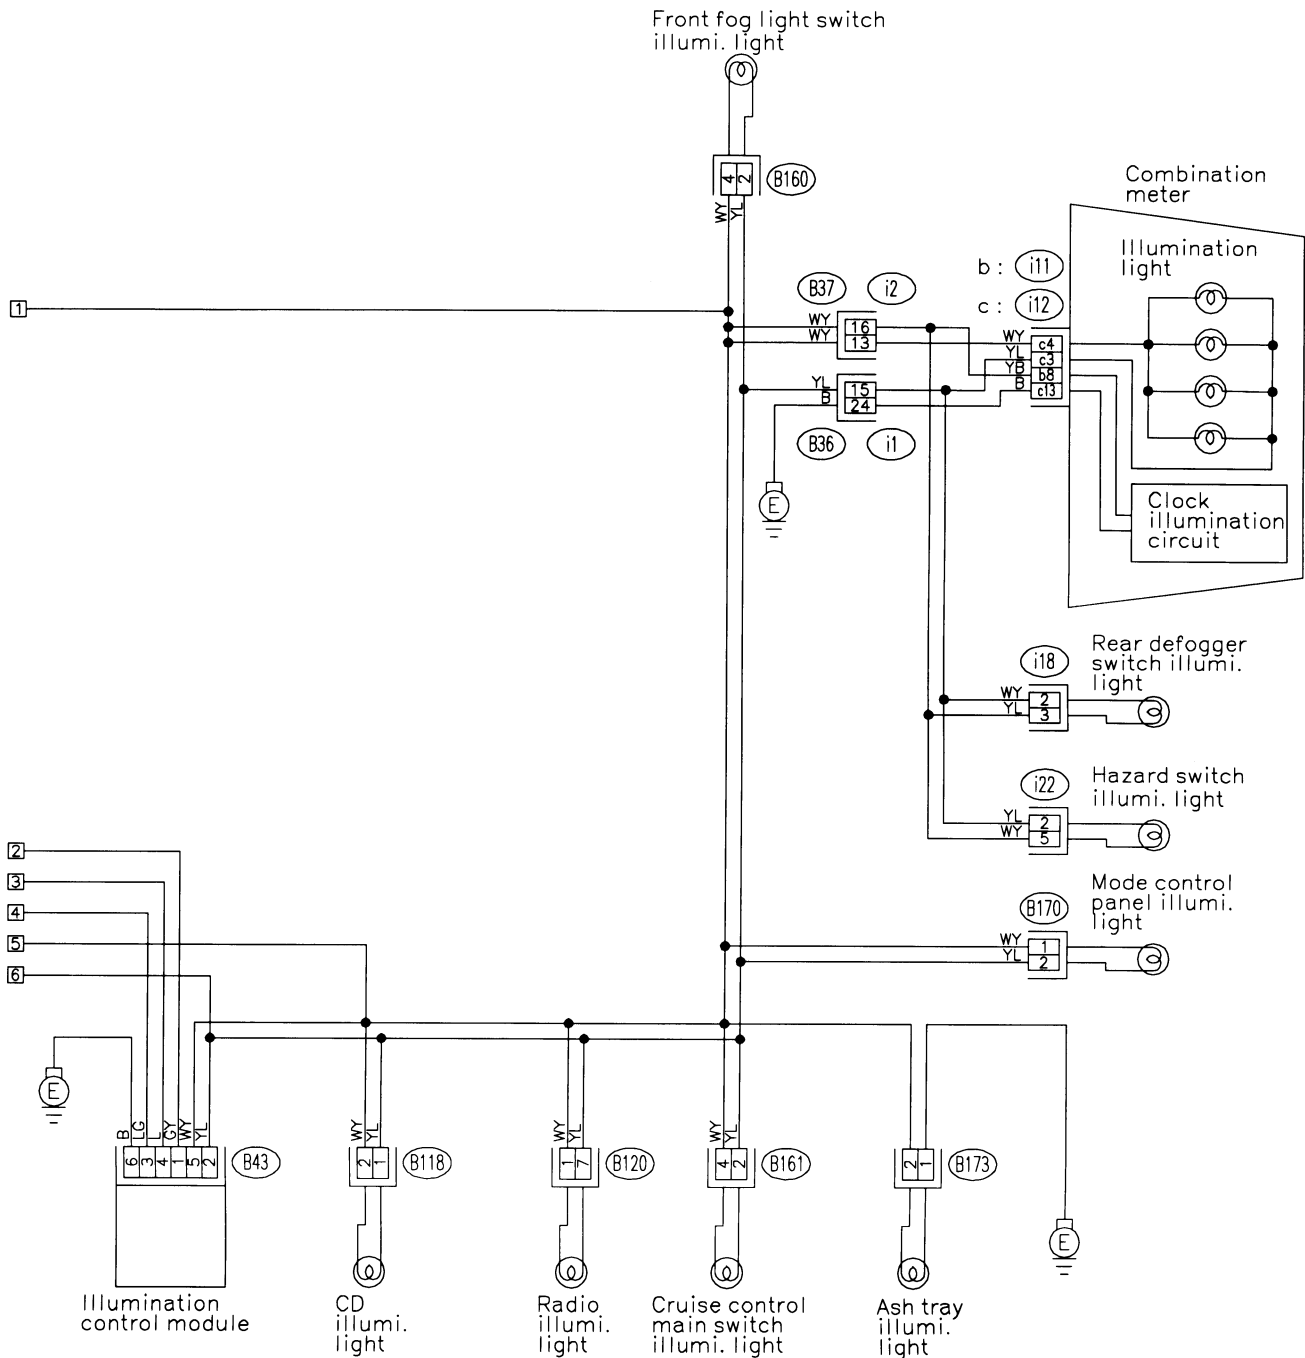 Front fog light switch
illumi. light
4 2
B160
WY YL
Combination
meter
Illumination
light
b : i11
c : i12
1
B37 i2
WY 16
WY 13
WY c4
YL c3
YB b8
B c13
YL 15
B 24
B36 i1
E
Clock
illumination
circuit
Rear defogger
switch illumi.
light
i18
WY 2
YL 3
Hazard switch
illumi. light
i22
YL 2
WY 5
2
3
4
5
6
Mode control
panel illumi.
light
B170
WY 1
YL 2
E
B LG L GY WY YL
6 3 4 1 5 2
B43
WY YL
2 1
B118
WY YL
1 7
B120
WY YL
4 2
B161
2 1
B173
E
Illumination
control module
CD
illumi.
light
Radio
illumi.
light
Cruise control
main switch
illumi. light
Ash tray
illumi.
light